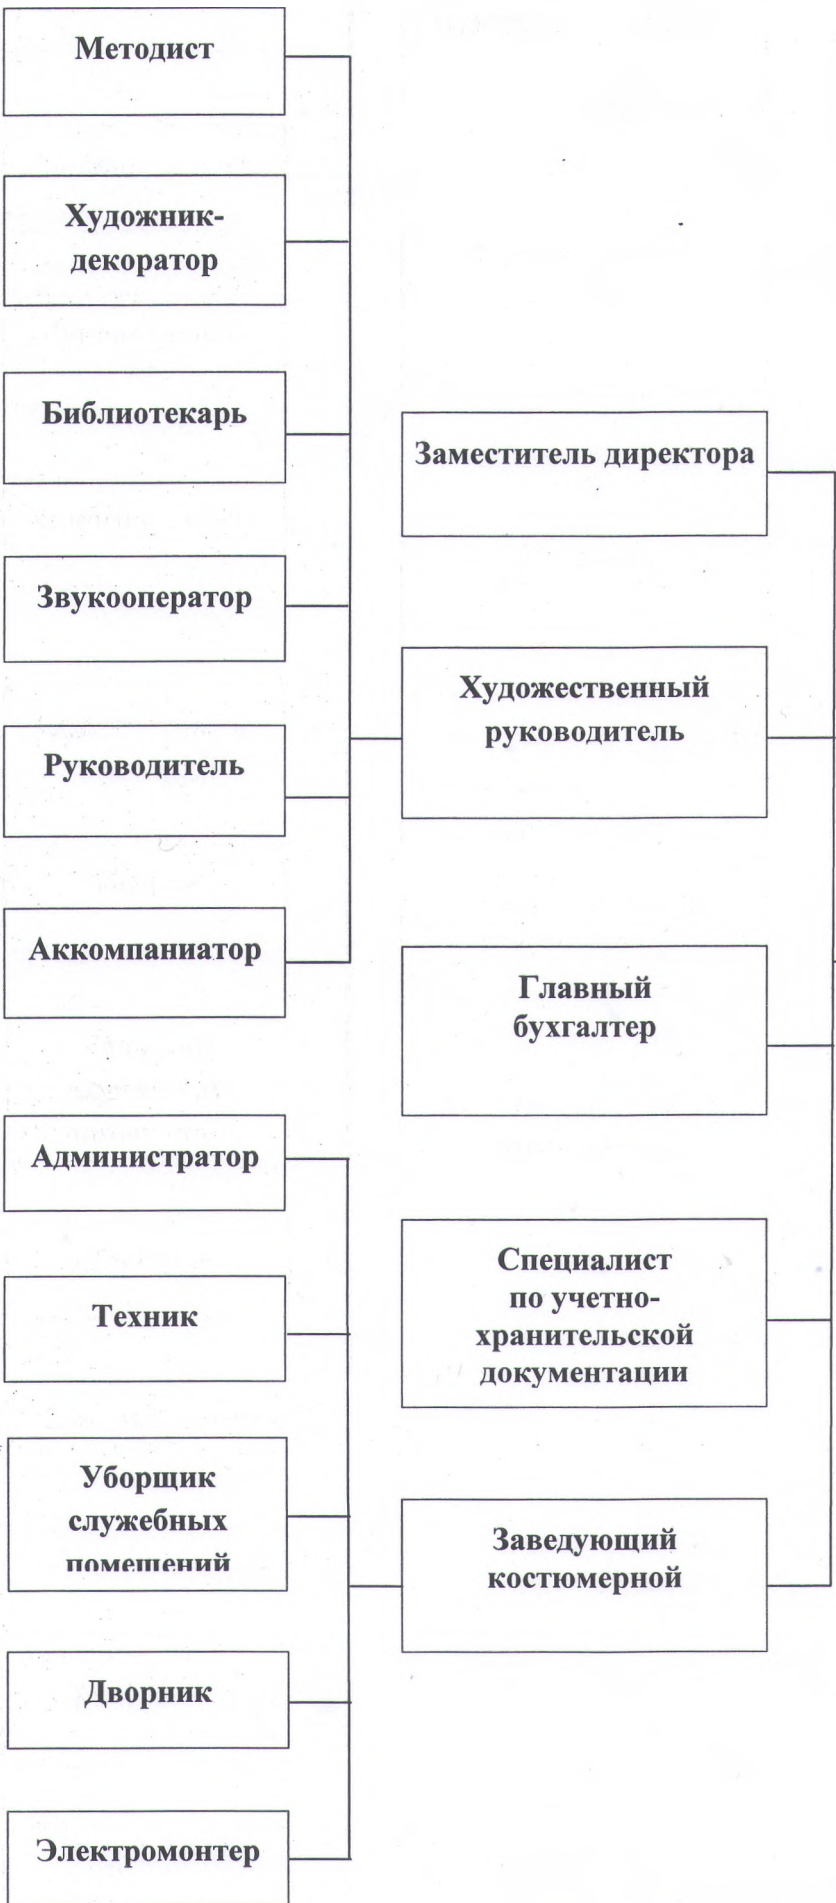 Методист
Художник-
декоратор
Библиотекарь
Звукооператор
Руководитель
Аккомпаниатор
Администратор
Техник
Уборщик
служебных
помещений
Дворник
Электромонтер
Заместитель директора
Художественный
руководитель
Главный
бухгалтер
Специалист
по учетно-
хранительской
документации
Заведующий
костюмерной